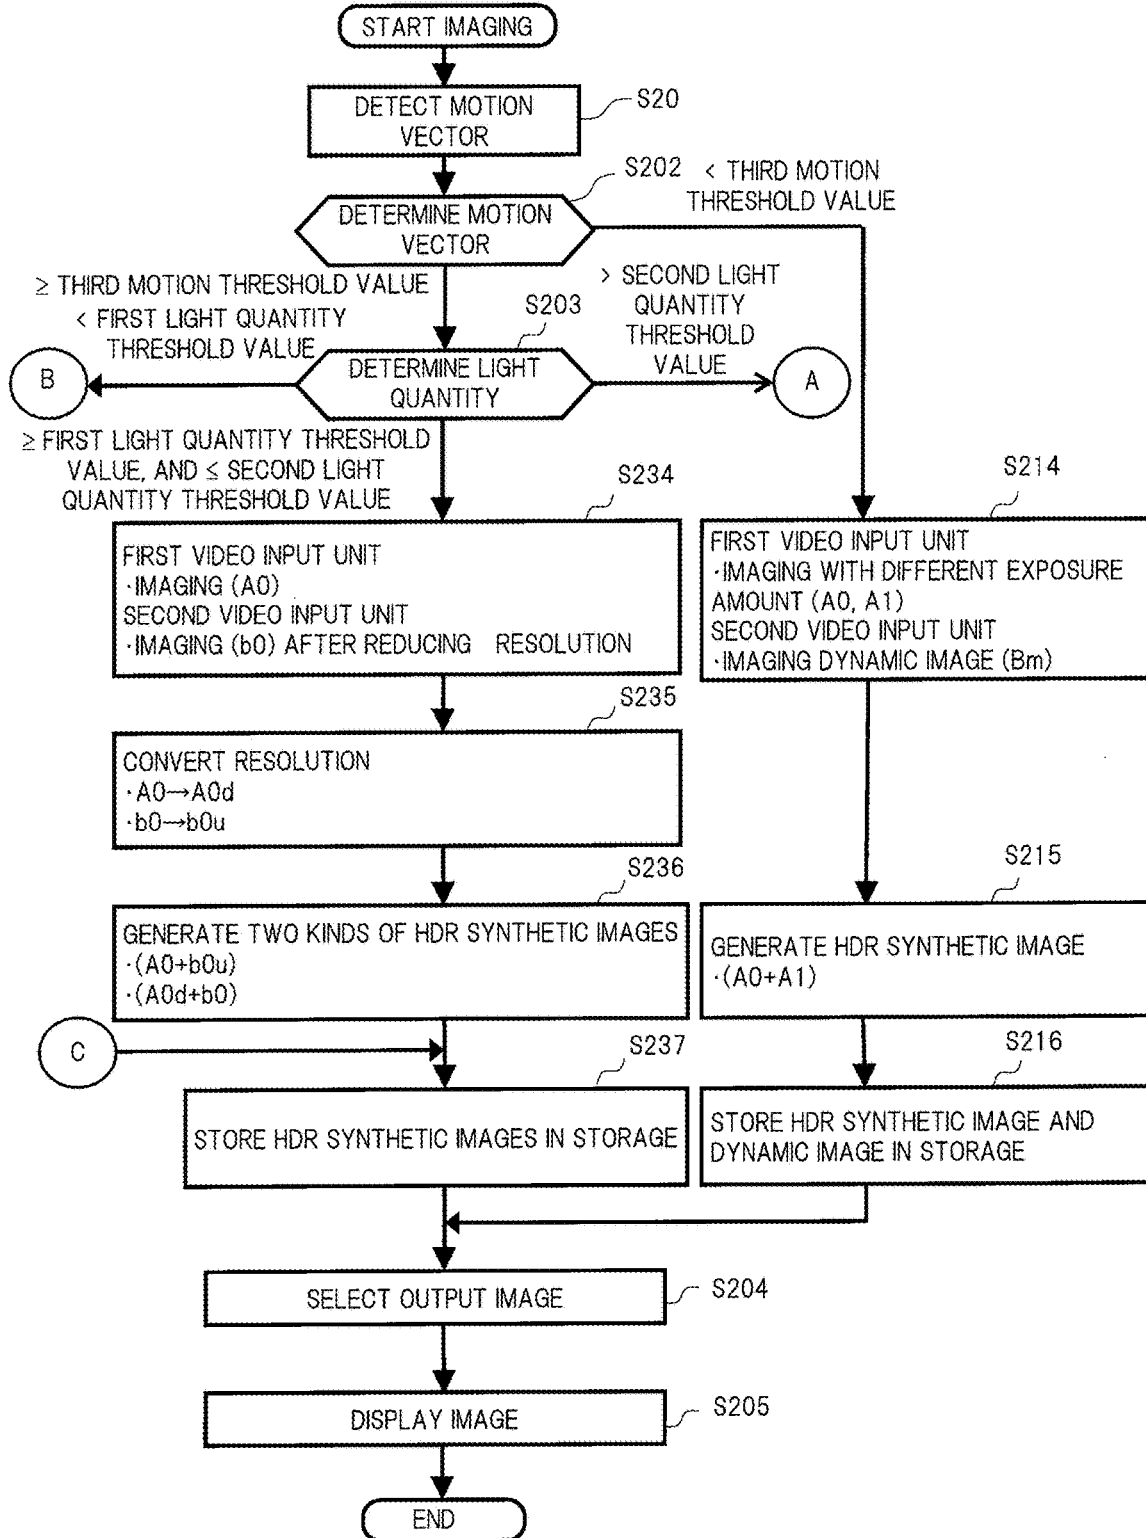 START IMAGING
DETECT MOTION
VECTOR
S20
S202
< THIRD MOTION
THRESHOLD VALUE
DETERMINE MOTION
VECTOR
≥ THIRD MOTION THRESHOLD VALUE
< FIRST LIGHT QUANTITY
THRESHOLD VALUE
S203
> SECOND LIGHT
QUANTITY
THRESHOLD
VALUE
B
DETERMINE LIGHT
QUANTITY
A
≥ FIRST LIGHT QUANTITY THRESHOLD
VALUE, AND ≤ SECOND LIGHT
QUANTITY THRESHOLD VALUE
S234
FIRST VIDEO INPUT UNIT
·IMAGING (A0)
SECOND VIDEO INPUT UNIT
·IMAGING (b0) AFTER REDUCING RESOLUTION
S214
FIRST VIDEO INPUT UNIT
·IMAGING WITH DIFFERENT EXPOSURE
AMOUNT (A0, A1)
SECOND VIDEO INPUT UNIT
·IMAGING DYNAMIC IMAGE (Bm)
S235
CONVERT RESOLUTION
·A0→A0d
·b0→b0u
S236
GENERATE TWO KINDS OF HDR SYNTHETIC IMAGES
·(A0+b0u)
·(A0d+b0)
S215
GENERATE HDR SYNTHETIC IMAGE
·(A0+A1)
C
S237
STORE HDR SYNTHETIC IMAGES IN STORAGE
S216
STORE HDR SYNTHETIC IMAGE AND
DYNAMIC IMAGE IN STORAGE
SELECT OUTPUT IMAGE
S204
DISPLAY IMAGE
S205
END